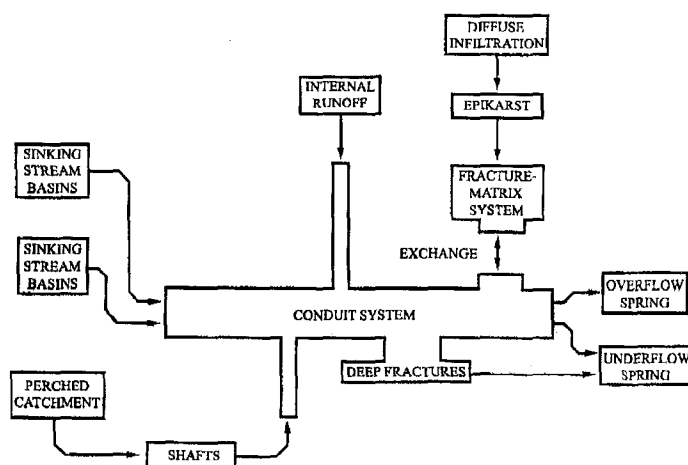 DIFFUSE
INFILTRATION
INTERNAL
RUNOFF
EPIKARST
SINKING
STREAM
BASINS
FRACTURE-
MATRIX
SYSTEM
SINKING
STREAM
BASINS
EXCHANGE
OVERFLOW
SPRING
CONDUIT SYSTEM
UNDERFLOW
SPRING
DEEP FRACTURES
PERCHED
CATCHMENT
SHAFTS